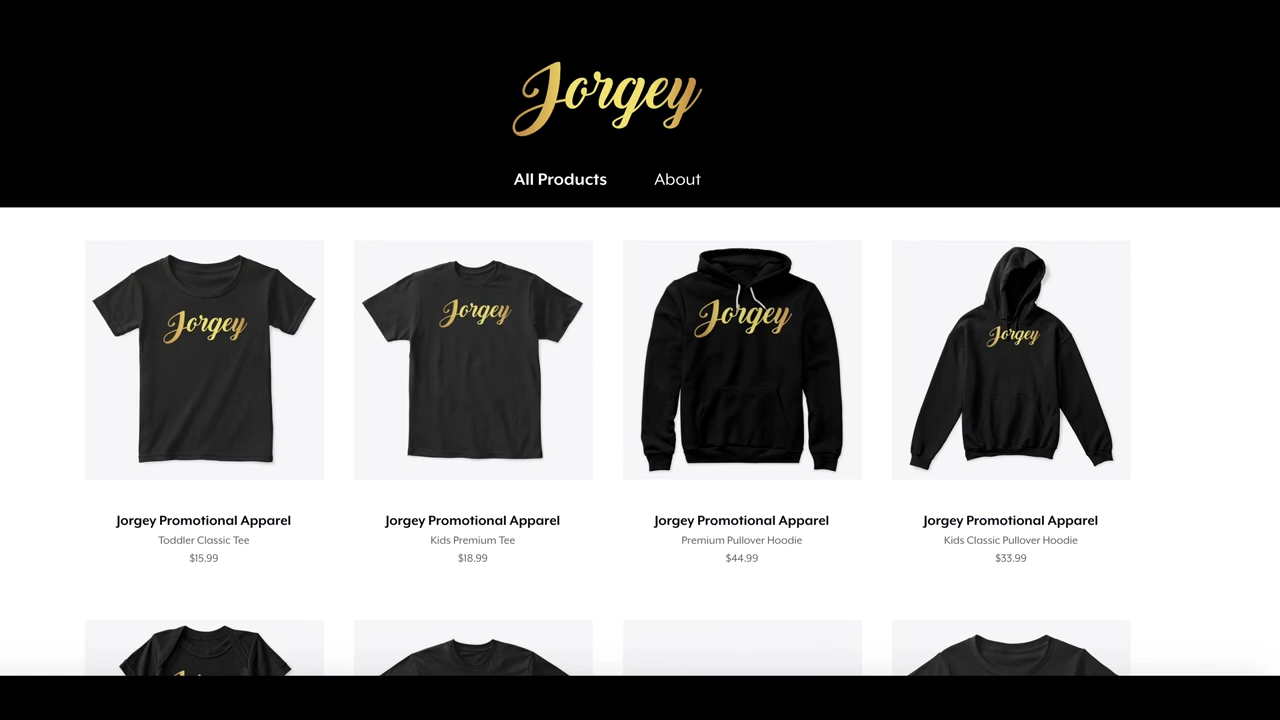 Jorgey
All Products About
Jorgey
Jorgey
Jorgey
Jorgey
Jorgey Promotional Apparel
Toddler Classic Tee
$15.99
Jorgey Promotional Apparel
Kids Premium Tee
$18.99
Jorgey Promotional Apparel
Premium Pullover Hoodie
$44.99
Jorgey Promotional Apparel
Kids Classic Pullover Hoodie
$33.99